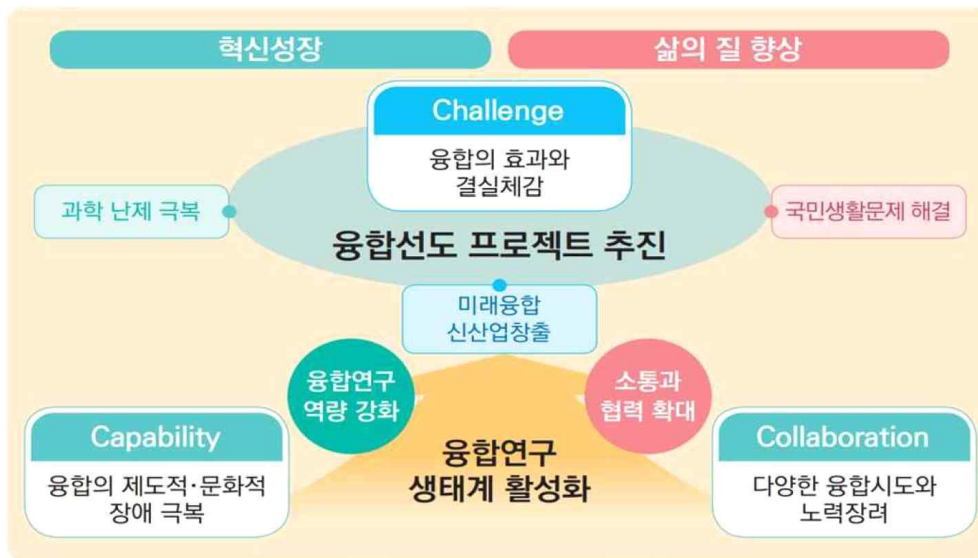 혁신성장
삶의 질 향상
Challenge
융합의 효과와
결실체감
과학 난제 극복
국민생활문제 해결
융합선도 프로젝트 추진
미래융합
신산업창출
융합연구
역량 강화
소통과
협력 확대
Capability
융합의 제도적·문화적
장애 극복
융합연구
생태계 활성화
Collaboration
다양한 융합시도와
노력장려